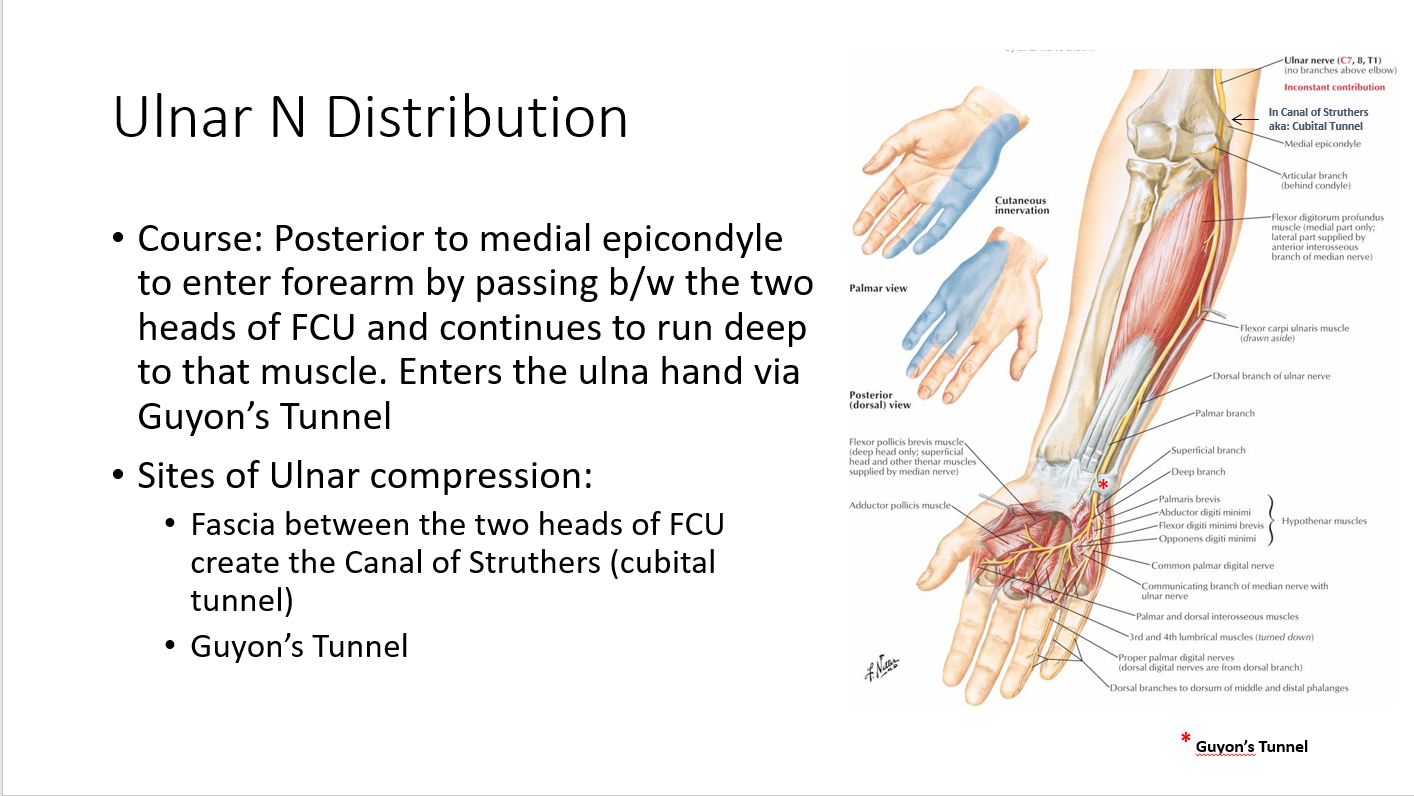 Ulnar N Distribution
• Course: Posterior to medial epicondyle
to enter forearm by passing b/w the two
heads of FCU and continues to run deep
to that muscle. Enters the ulna hand via
Guyon’s Tunnel
• Sites of Ulnar compression:
• Fascia between the two heads of FCU
create the Canal of Struthers (cubital
tunnel)
• Guyon’s Tunnel
Ulnar nerve (C7, 8, T1)
(no branches above elbow)
Inconstant contribution
In Canal of Struthers
aka: Cubital Tunnel
Medial epicondyle
Articular branch
(behind condyle)
Cutaneous
innervation
Flexor digitorum profundus
muscle (medial part only;
lateral part supplied by
anterior interosseous
branch of median nerve)
Palmar view
Flexor carpi ulnaris muscle
(drawn aside)
Dorsal branch of ulnar nerve
Posterior
(dorsal) view
Palmar branch
Flexor pollicis brevis muscle
(deep head only; superficial
head and other thenar muscles
supplied by median nerve)
Superficial branch
Deep branch
*
Adductor pollicis muscle
Palmaris brevis
Abductor digiti minimi
Flexor digiti minimi brevis
Opponens digiti minimi
Hypothenar muscles
Common palmar digital nerve
Communicating branch of median nerve with
ulnar nerve
Palmar and dorsal interosseous muscles
3rd and 4th lumbrical muscles (turned down)
Proper palmar digital nerves
(dorsal digital nerves are from dorsal branch)
Dorsal branches to dorsum of middle and distal phalanges
F. Netter
* Guyon’s Tunnel